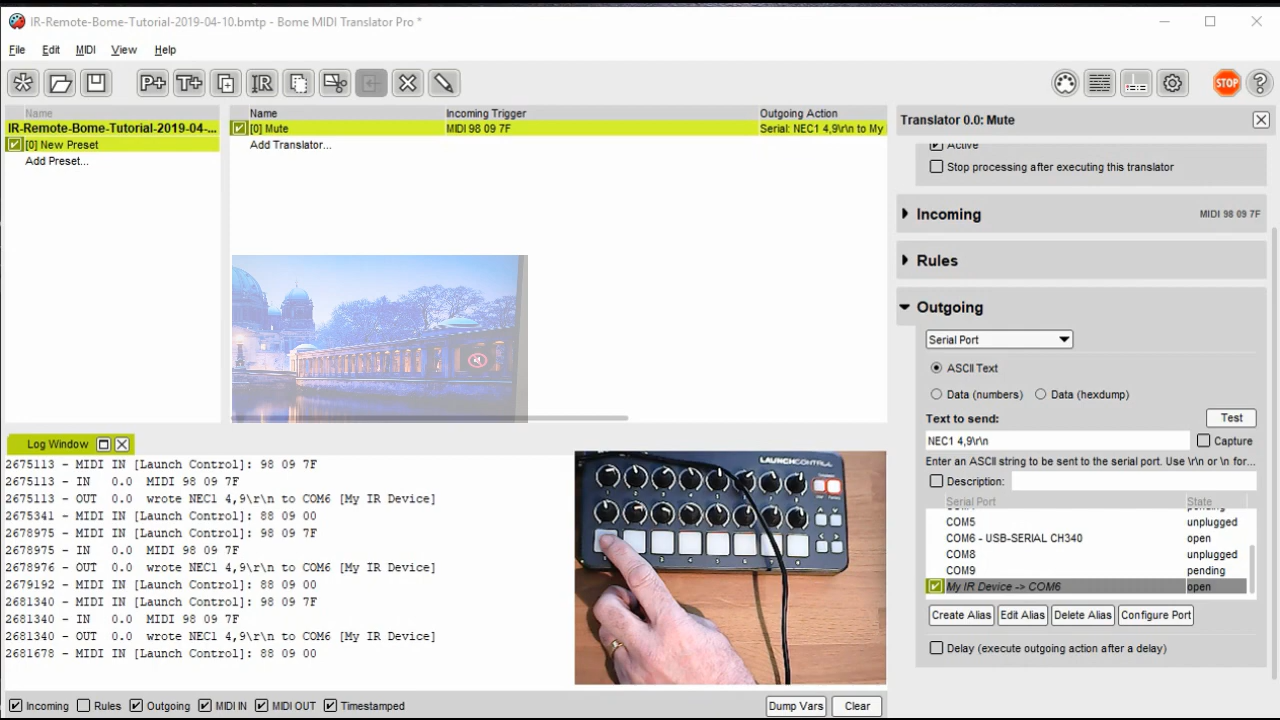 IR-Remote-Bome-Tutorial-2019-04-10.bmtp - Bome MIDI Translator Pro *
File Edit MIDI View Help
P+ T+ IR STOP ?
Name
IR-Remote-Bome-Tutorial-2019-04-...
[0] New Preset
Add Preset...
Name Incoming Trigger Outgoing Action
[0] Mute MIDI 98 09 7F Serial: NEC1 4,9\r\n to My
Add Translator...
Translator 0.0: Mute
Active
Stop processing after executing this translator
Incoming MIDI 98 09 7F
Rules
Outgoing
Serial Port
ASCII Text
Data (numbers) Data (hexdump)
Text to send: Test
NEC1 4,9\r\n Capture
Enter an ASCII string to be sent to the serial port. Use \r\n or \n for...
Description:
Serial Port State
pending
COM5 unplugged
COM6 - USB-SERIAL CH340 open
COM8 unplugged
COM9 pending
My IR Device -> COM6 open
Create Alias Edit Alias Delete Alias Configure Port
Delay (execute outgoing action after a delay)
Log Window
2675113 - MIDI IN [Launch Control]: 98 09 7F
2675113 - IN 0.0 MIDI 98 09 7F
2675113 - OUT 0.0 wrote NEC1 4,9\r\n to COM6 [My IR Device]
2675341 - MIDI IN [Launch Control]: 88 09 00
2678975 - MIDI IN [Launch Control]: 98 09 7F
2678975 - IN 0.0 MIDI 98 09 7F
2678976 - OUT 0.0 wrote NEC1 4,9\r\n to COM6 [My IR Device]
2679192 - MIDI IN [Launch Control]: 88 09 00
2681340 - MIDI IN [Launch Control]: 98 09 7F
2681340 - IN 0.0 MIDI 98 09 7F
2681340 - OUT 0.0 wrote NEC1 4,9\r\n to COM6 [My IR Device]
2681678 - MIDI IN [Launch Control]: 88 09 00
LAUNCHCONTROL
Incoming Rules Outgoing MIDI IN MIDI OUT Timestamped
Dump Vars Clear